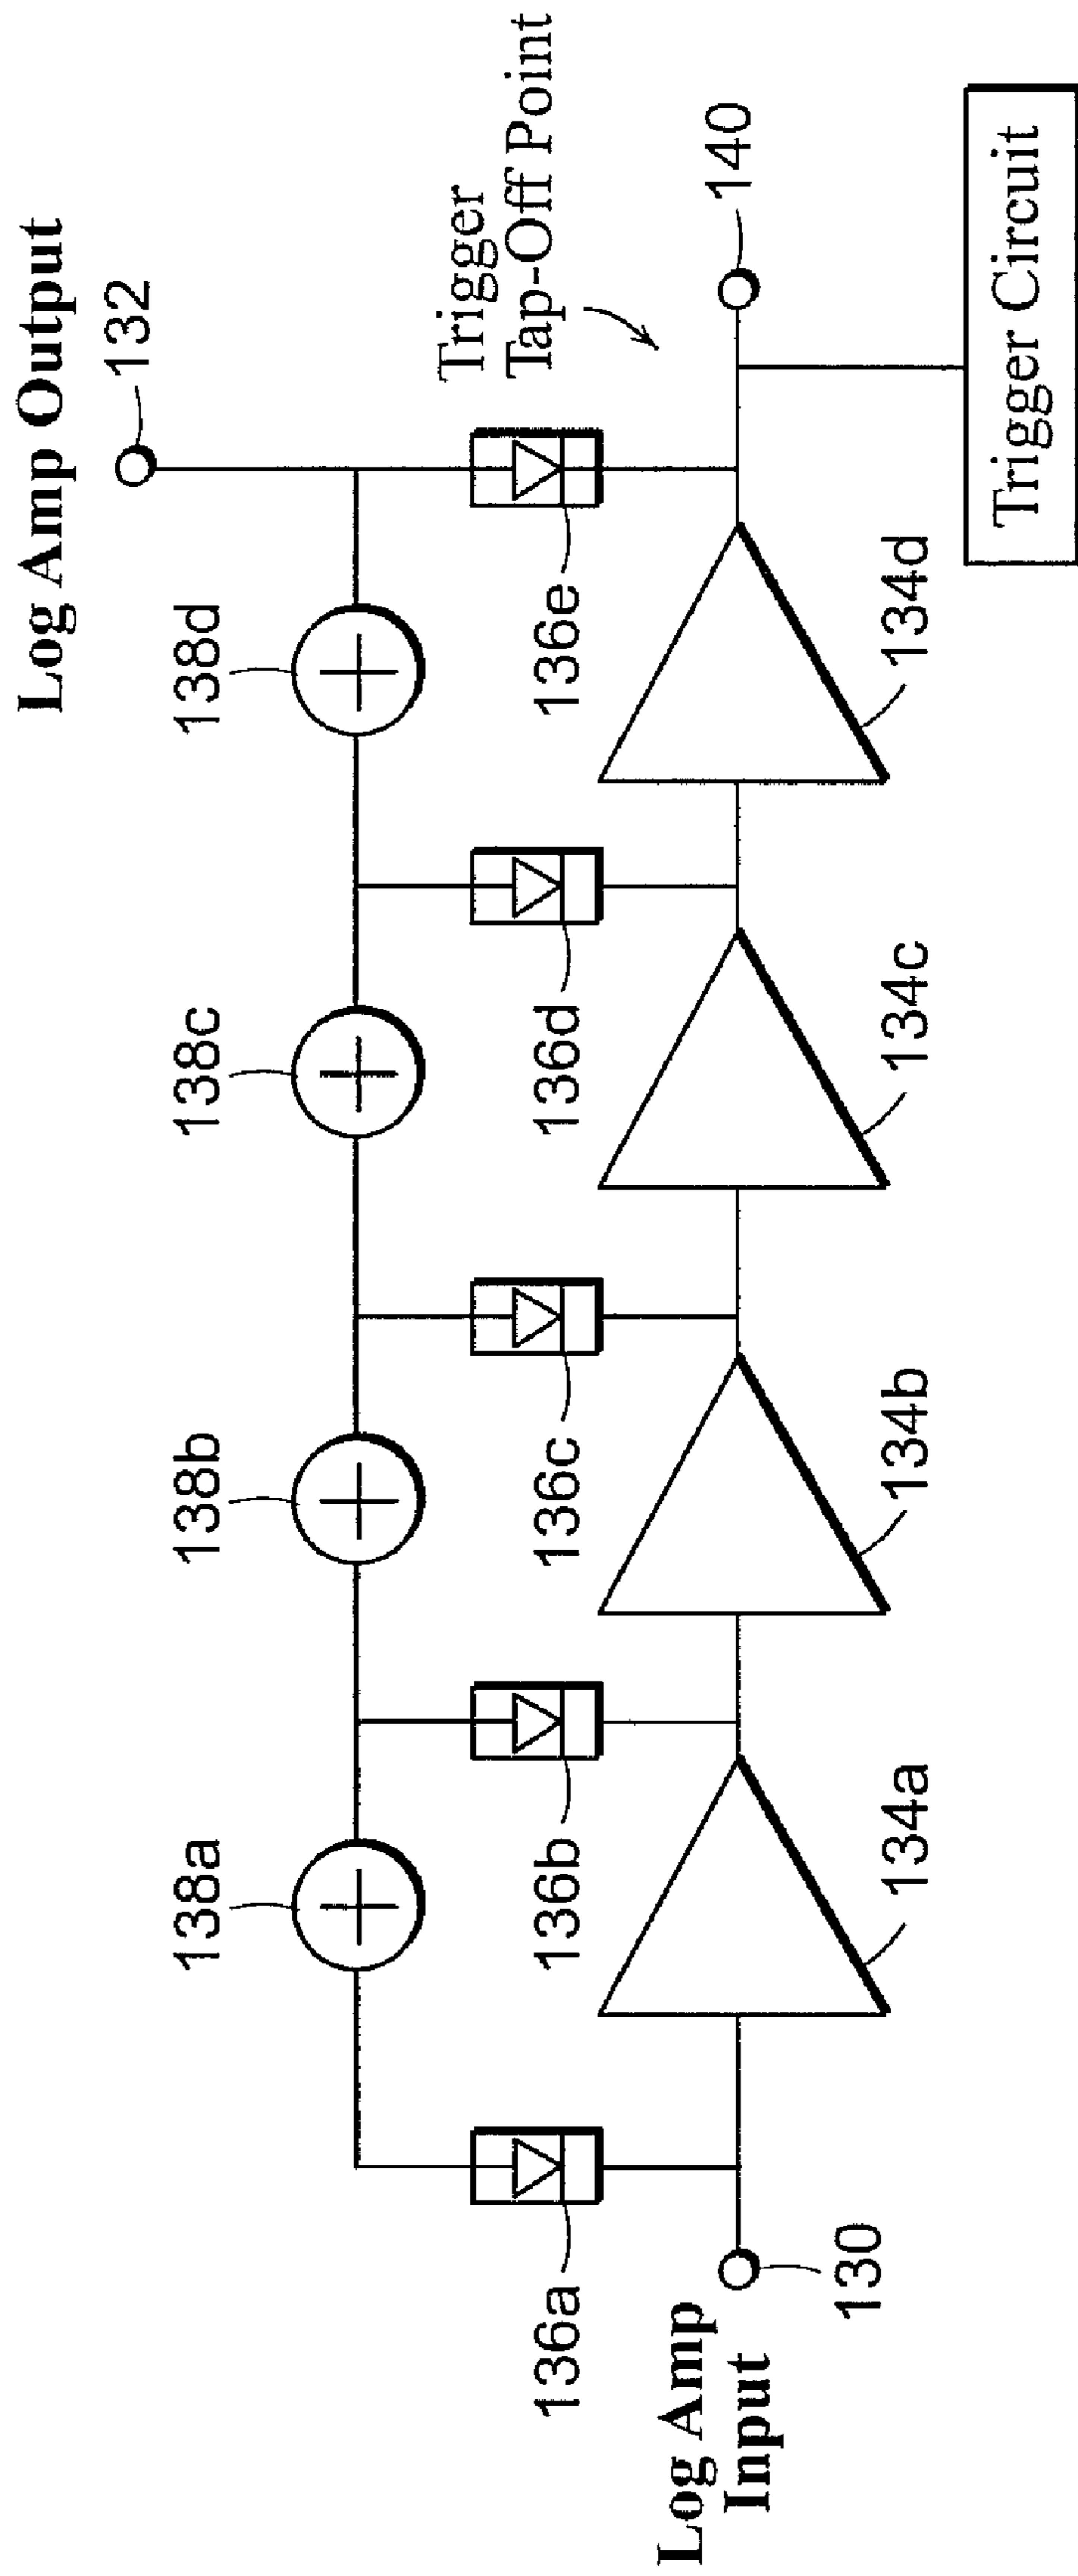 Log Amp Output
132
138a
138b
138c
138d
Trigger
Tap-Off Point
136a
136b
136c
136d
136e
140
Log Amp
Input
130
134a
134b
134c
134d
Trigger Circuit